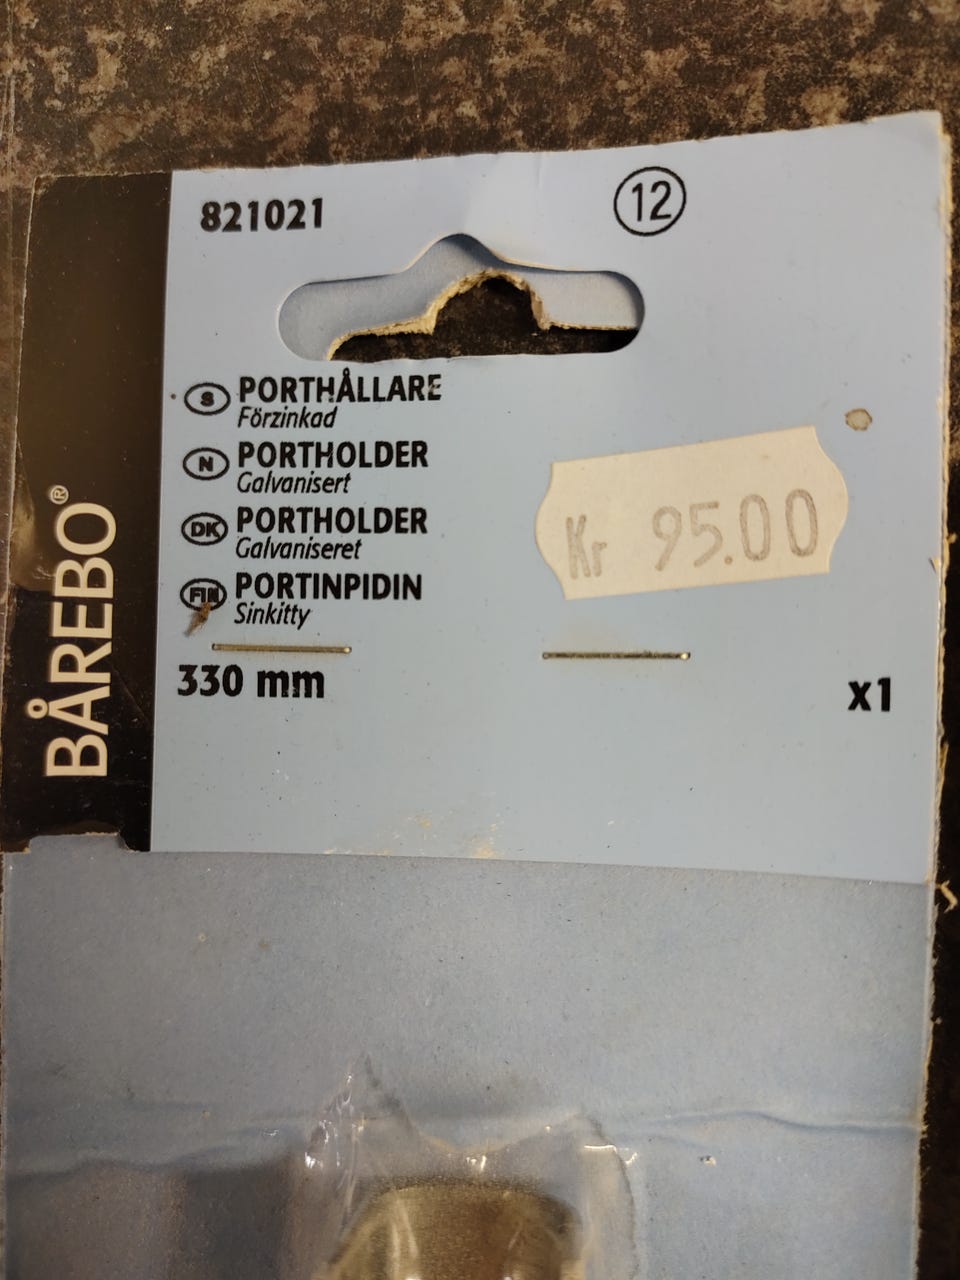 821021
12
S PORTHÅLLARE
Förzinkad
N PORTHOLDER
Galvanisert
DK PORTHOLDER
Galvaniseret
FIN PORTINPIDIN
Sinkitty
Kr 95.00
330 mm
x1
BÅREBO®